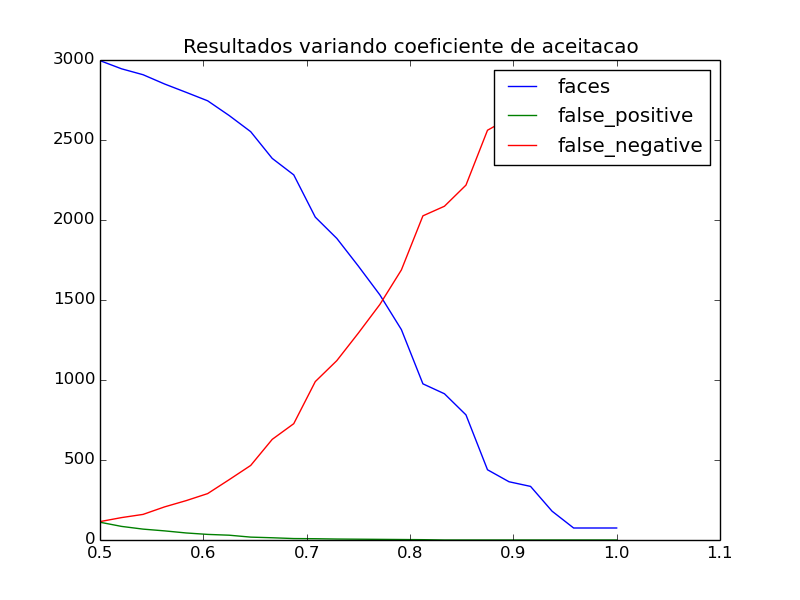 Resultados variando coeficiente de aceitacao
3000
2500
2000
1500
1000
500
0
faces
false_positive
false_negative
0.5 0.6 0.7 0.8 0.9 1.0 1.1